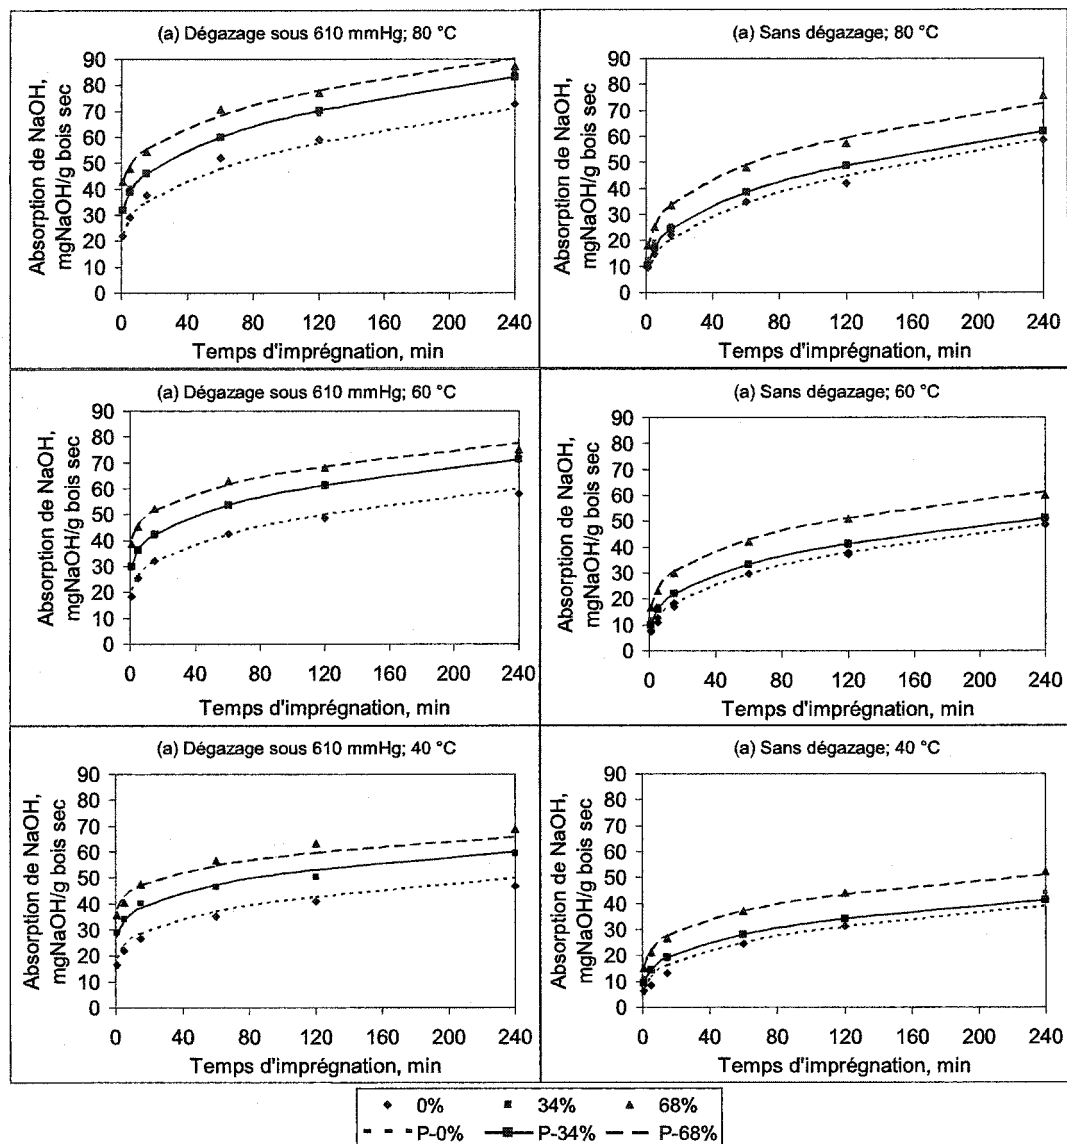 (a) Dégazage sous 610 mmHg; 80 °C
Absorption de NaOH,
mgNaOH/g bois sec
90
80
70
60
50
40
30
20
10
0
0 40 80 120 160 200 240
Temps d'imprégnation, min
(a) Sans dégazage; 80 °C
Absorption de NaOH,
mgNaOH/g bois sec
90
80
70
60
50
40
30
20
10
0
0 40 80 120 160 200 240
Temps d'imprégnation, min
(a) Dégazage sous 610 mmHg; 60 °C
Absorption de NaOH,
mgNaOH/g bois sec
90
80
70
60
50
40
30
20
10
0
0 40 80 120 160 200 240
Temps d'imprégnation, min
(a) Sans dégazage; 60 °C
Absorption de NaOH,
mgNaOH/g bois sec
90
80
70
60
50
40
30
20
10
0
0 40 80 120 160 200 240
Temps d'imprégnation, min
(a) Dégazage sous 610 mmHg; 40 °C
Absorption de NaOH,
mgNaOH/g bois sec
90
80
70
60
50
40
30
20
10
0
0 40 80 120 160 200 240
Temps d'imprégnation, min
(a) Sans dégazage; 40 °C
Absorption de NaOH,
mgNaOH/g bois sec
90
80
70
60
50
40
30
20
10
0
0 40 80 120 160 200 240
Temps d'imprégnation, min
0% 34% 68%
P-0% P-34% P-68%